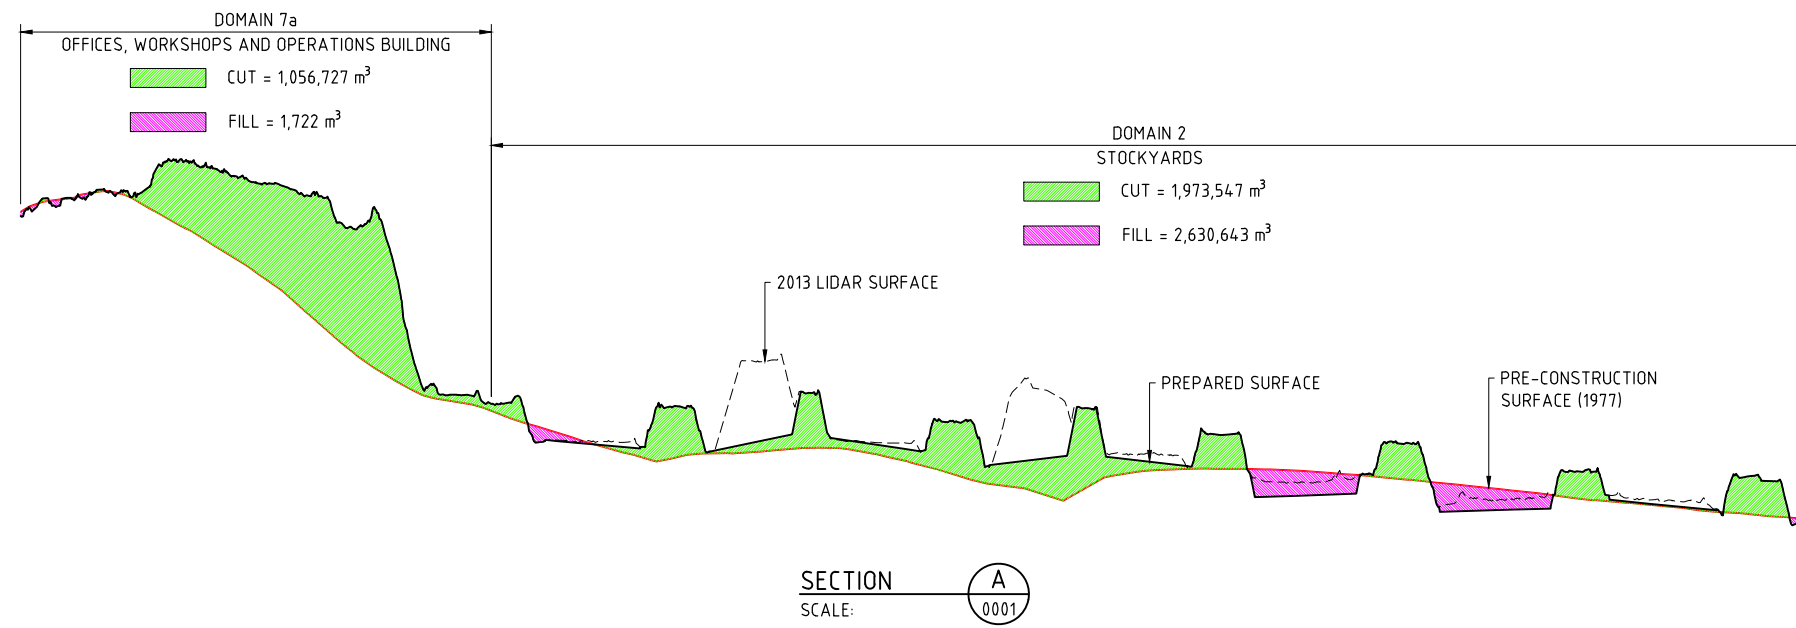 DOMAIN 7a
OFFICES, WORKSHOPS AND OPERATIONS BUILDING
CUT = 1,056,727 m³
FILL = 1,722 m³
DOMAIN 2
STOCKYARDS
CUT = 1,973,547 m³
FILL = 2,630,643 m³
2013 LIDAR SURFACE
PREPARED SURFACE
PRE-CONSTRUCTION
SURFACE (1977)
SECTION
A
SCALE:
0001